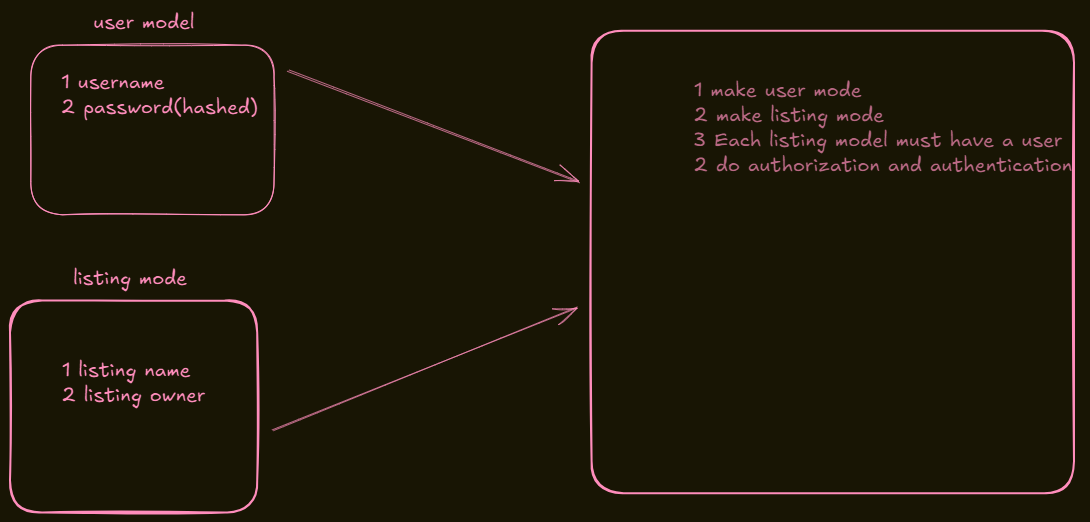 user model
1 username
2 password(hashed)
listing mode
1 listing name
2 listing owner
1 make user mode
2 make listing mode
3 Each listing model must have a user
2 do authorization and authentication